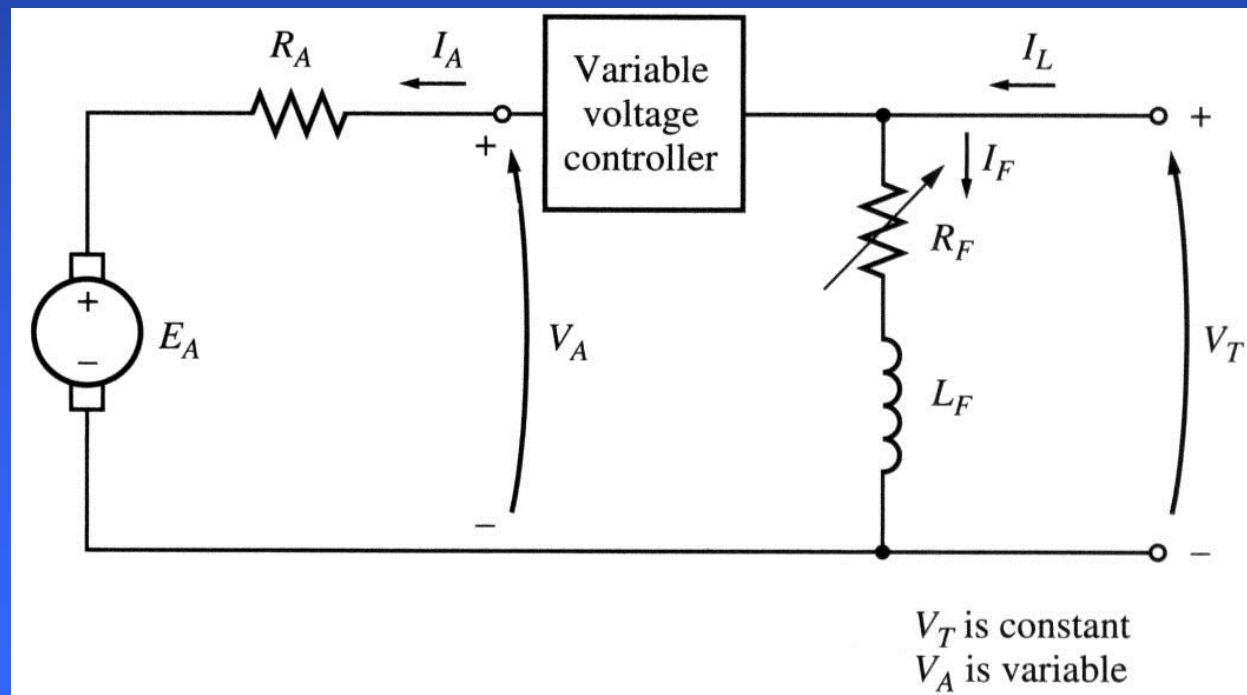 R_A
I_A
Variable
voltage
controller
I_L
+
+
I_F
R_F
+
−
E_A
V_A
V_T
L_F
−
−
V_T is constant
V_A is variable